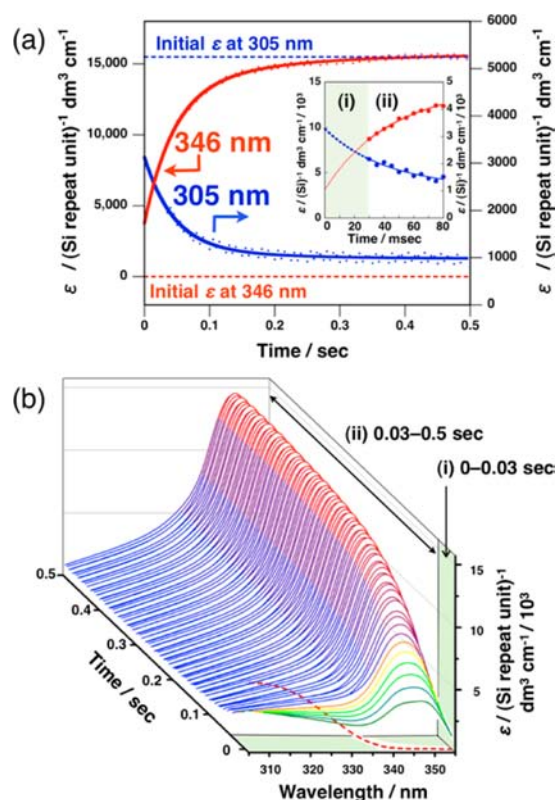 (a)
ε / (Si repeat unit)⁻¹ dm³ cm⁻¹
15,000
10,000
5,000
0
Initial ε at 305 nm
346 nm
305 nm
Initial ε at 346 nm
6000
5000
4000
3000
2000
1000
0
ε / (Si repeat unit)⁻¹ dm³ cm⁻¹
0 0.1 0.2 0.3 0.4 0.5
Time / sec
ε / (Si)⁻¹ dm³ cm⁻¹ / 10³
15
10
5
0
(i) (ii)
5
4
3
2
1
0
ε / (Si)⁻¹ dm³ cm⁻¹ / 10³
0 20 40 60 80
Time / msec
(b)
(ii) 0.03–0.5 sec
(i) 0–0.03 sec
0.5
0.4
0.3
0.2
0.1
0
Time / sec
15
10
5
ε / (Si repeat unit)⁻¹
dm³ cm⁻¹ / 10³
310 320 330 340 350
Wavelength / nm